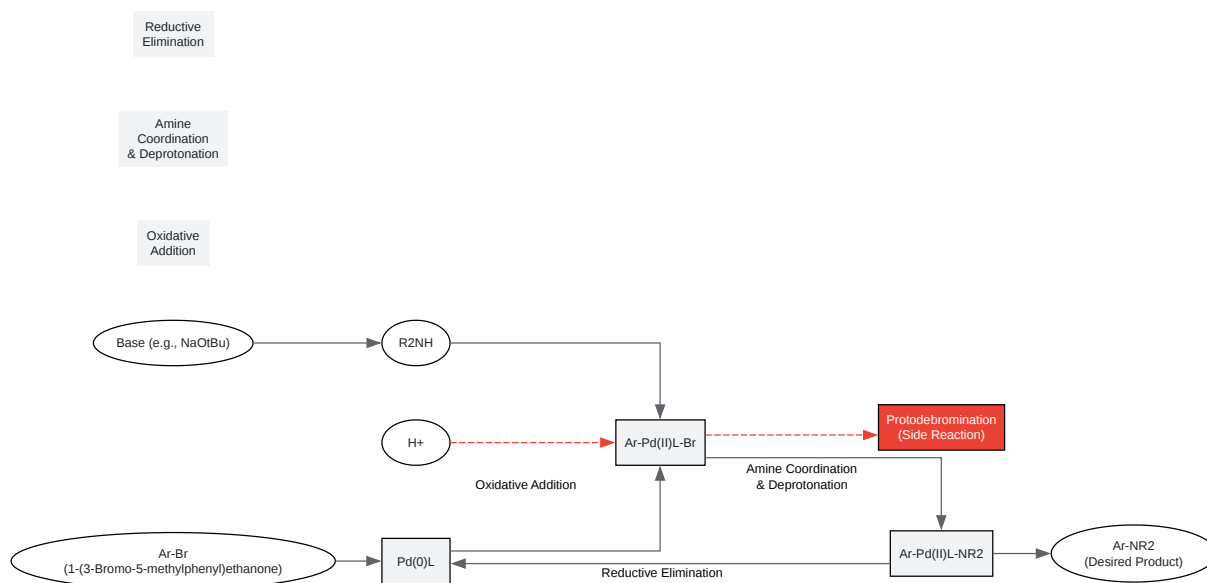 Reductive
Elimination
Amine
Coordination
& Deprotonation
Oxidative
Addition
Base (e.g., NaOtBu)
R2NH
Protodebromination
(Side Reaction)
H+
Ar-Pd(II)L-Br
Oxidative Addition
Amine Coordination
& Deprotonation
Ar-Br
(1-(3-Bromo-5-methylphenyl)ethanone)
Pd(0)L
Reductive Elimination
Ar-Pd(II)L-NR2
Ar-NR2
(Desired Product)